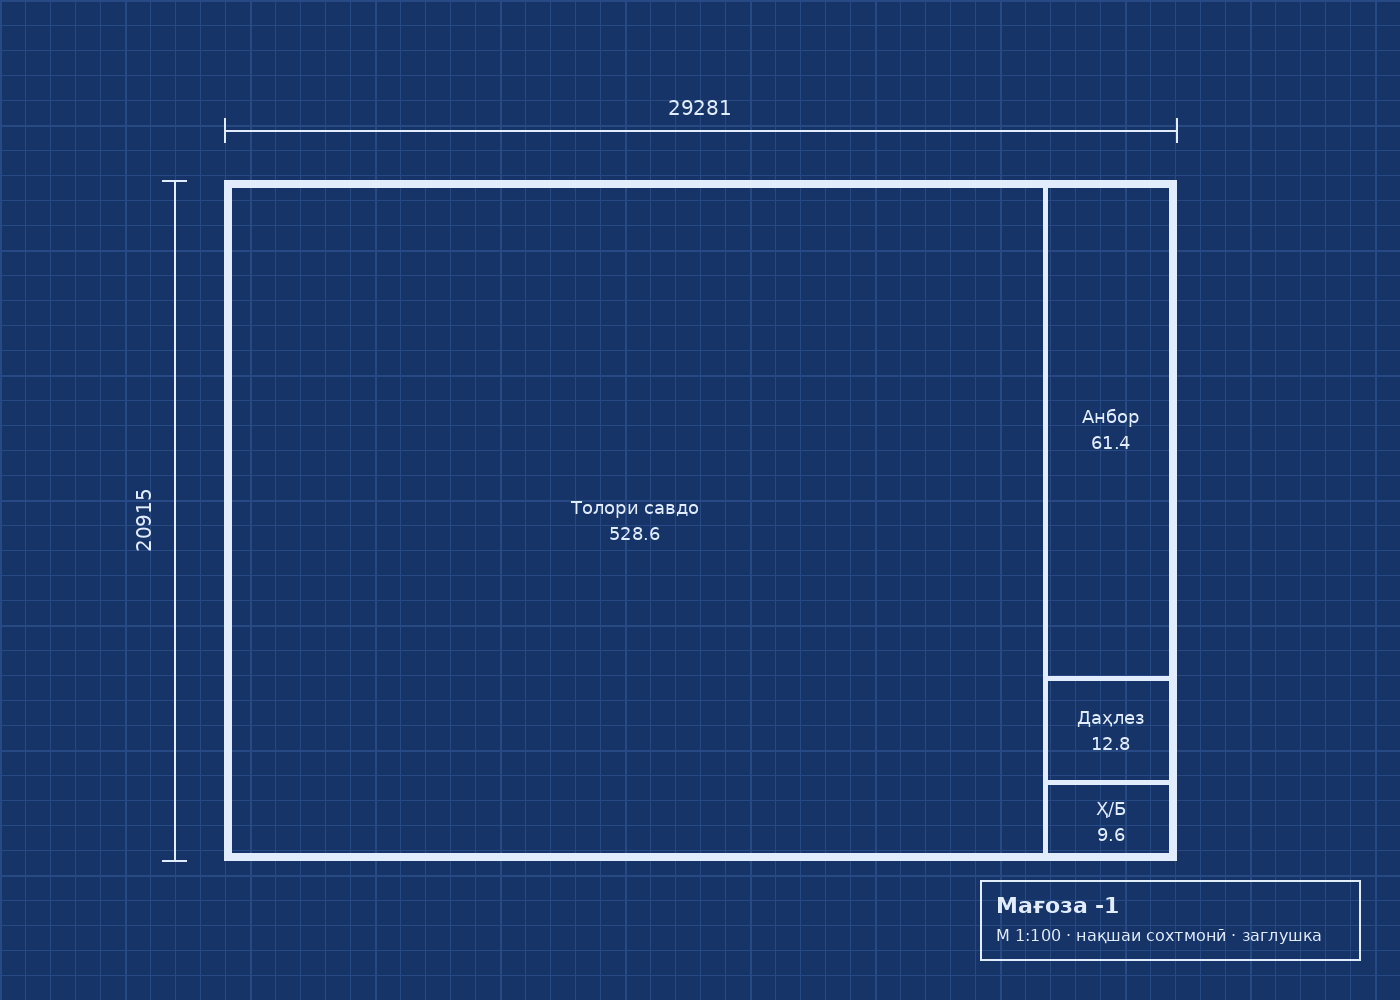 29281
20915
Толори савдо
528.6
Анбор
61.4
Даҳлез
12.8
Ҳ/Б
9.6
Мағоза -1
М 1:100 · нақшаи сохтмонӣ · заглушка